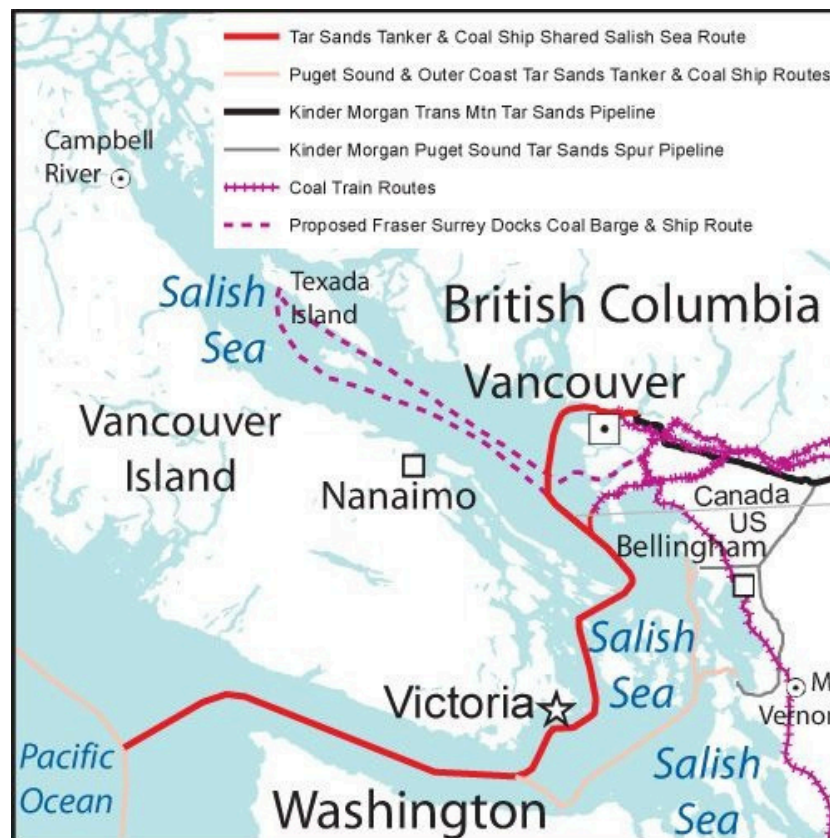 Tar Sands Tanker & Coal Ship Shared Salish Sea Route
Puget Sound & Outer Coast Tar Sands Tanker & Coal Ship Routes
Kinder Morgan Trans Mtn Tar Sands Pipeline
Kinder Morgan Puget Sound Tar Sands Spur Pipeline
Coal Train Routes
Proposed Fraser Surrey Docks Coal Barge & Ship Route
Campbell
River
Salish
Sea
Texada
Island
British Columbia
Vancouver
Vancouver
Island
Nanaimo
Canada
US
Bellingham
Salish
Sea
Victoria
M
Vernon
Pacific
Ocean
Washington
Salish
Sea